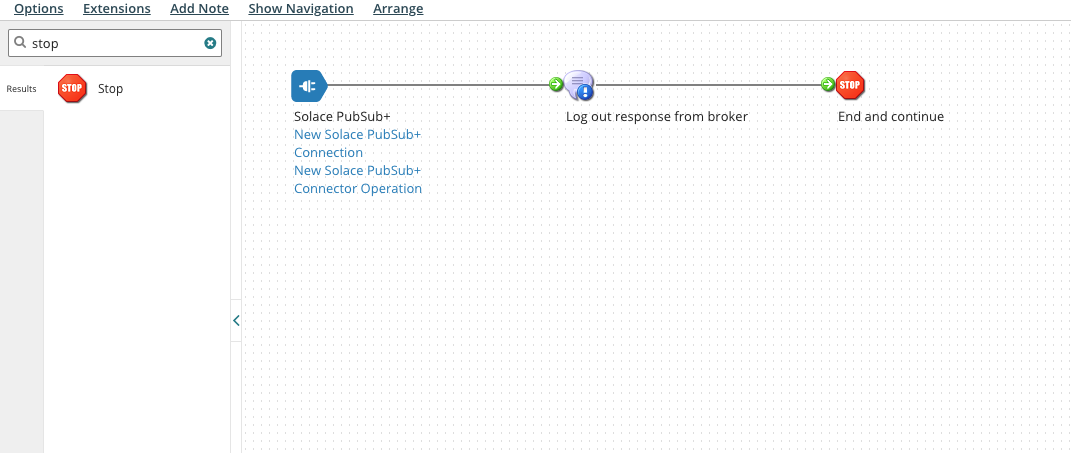 Options Extensions Add Note Show Navigation Arrange
stop
Results
STOP Stop
Solace PubSub+
New Solace PubSub+
Connection
New Solace PubSub+
Connector Operation
Log out response from broker
STOP
End and continue